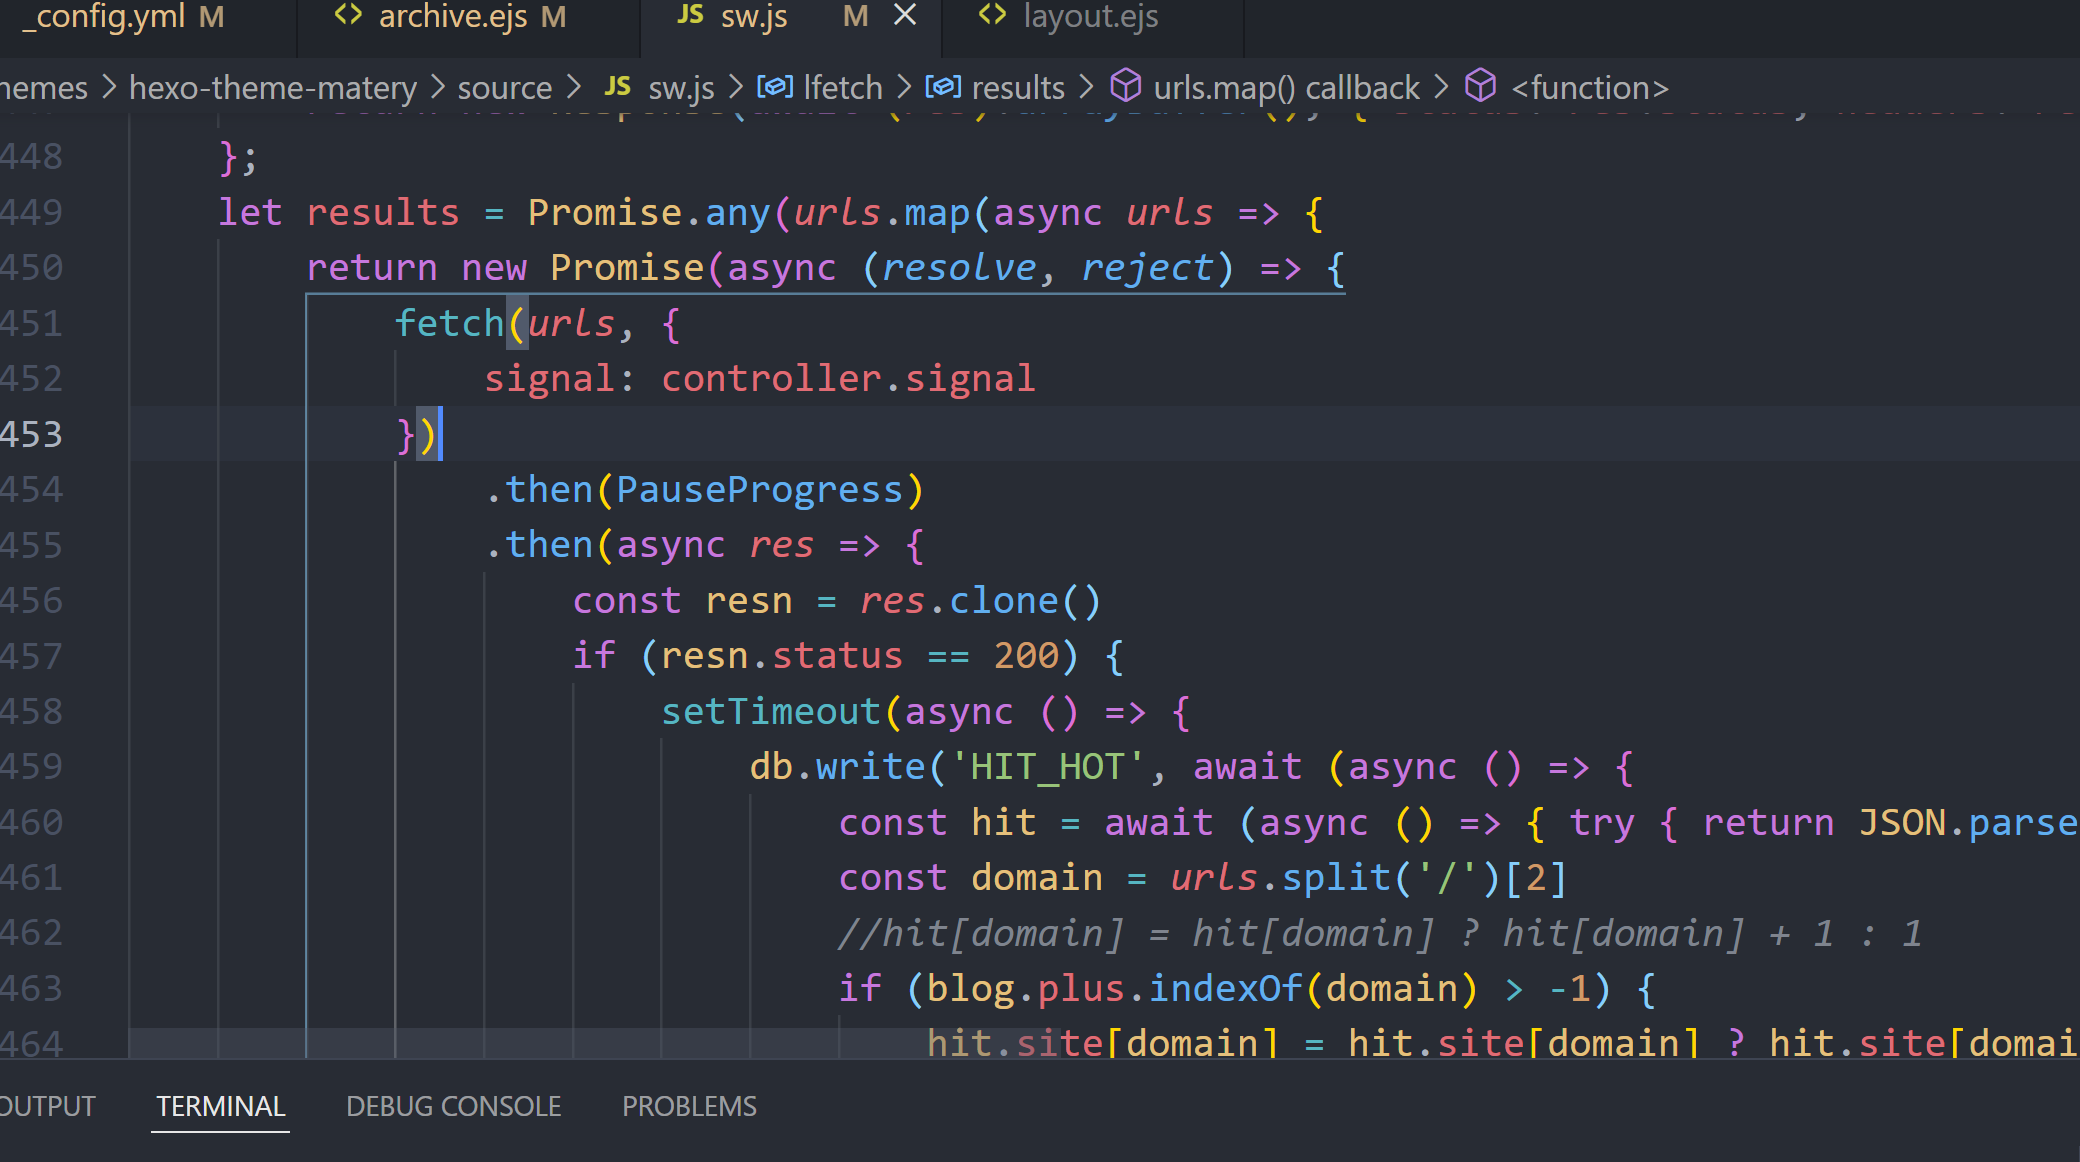 _config.yml M
<> archive.ejs M
JS sw.js M
<> layout.ejs
hemes > hexo-theme-matery > source > JS sw.js > lfetch > results > urls.map() callback > <function>
448 };
449 let results = Promise.any(urls.map(async urls => {
450 return new Promise(async (resolve, reject) => {
451 fetch(urls, {
452 signal: controller.signal
453 })
454 .then(PauseProgress)
455 .then(async res => {
456 const resn = res.clone()
457 if (resn.status == 200) {
458 setTimeout(async () => {
459 db.write('HIT_HOT', await (async () => {
460 const hit = await (async () => { try { return JSON.parse
461 const domain = urls.split('/')[2]
462 //hit[domain] = hit[domain] ? hit[domain] + 1 : 1
463 if (blog.plus.indexOf(domain) > -1) {
464 hit.site[domain] = hit.site[domain] ? hit.site[domai
OUTPUT TERMINAL DEBUG CONSOLE PROBLEMS